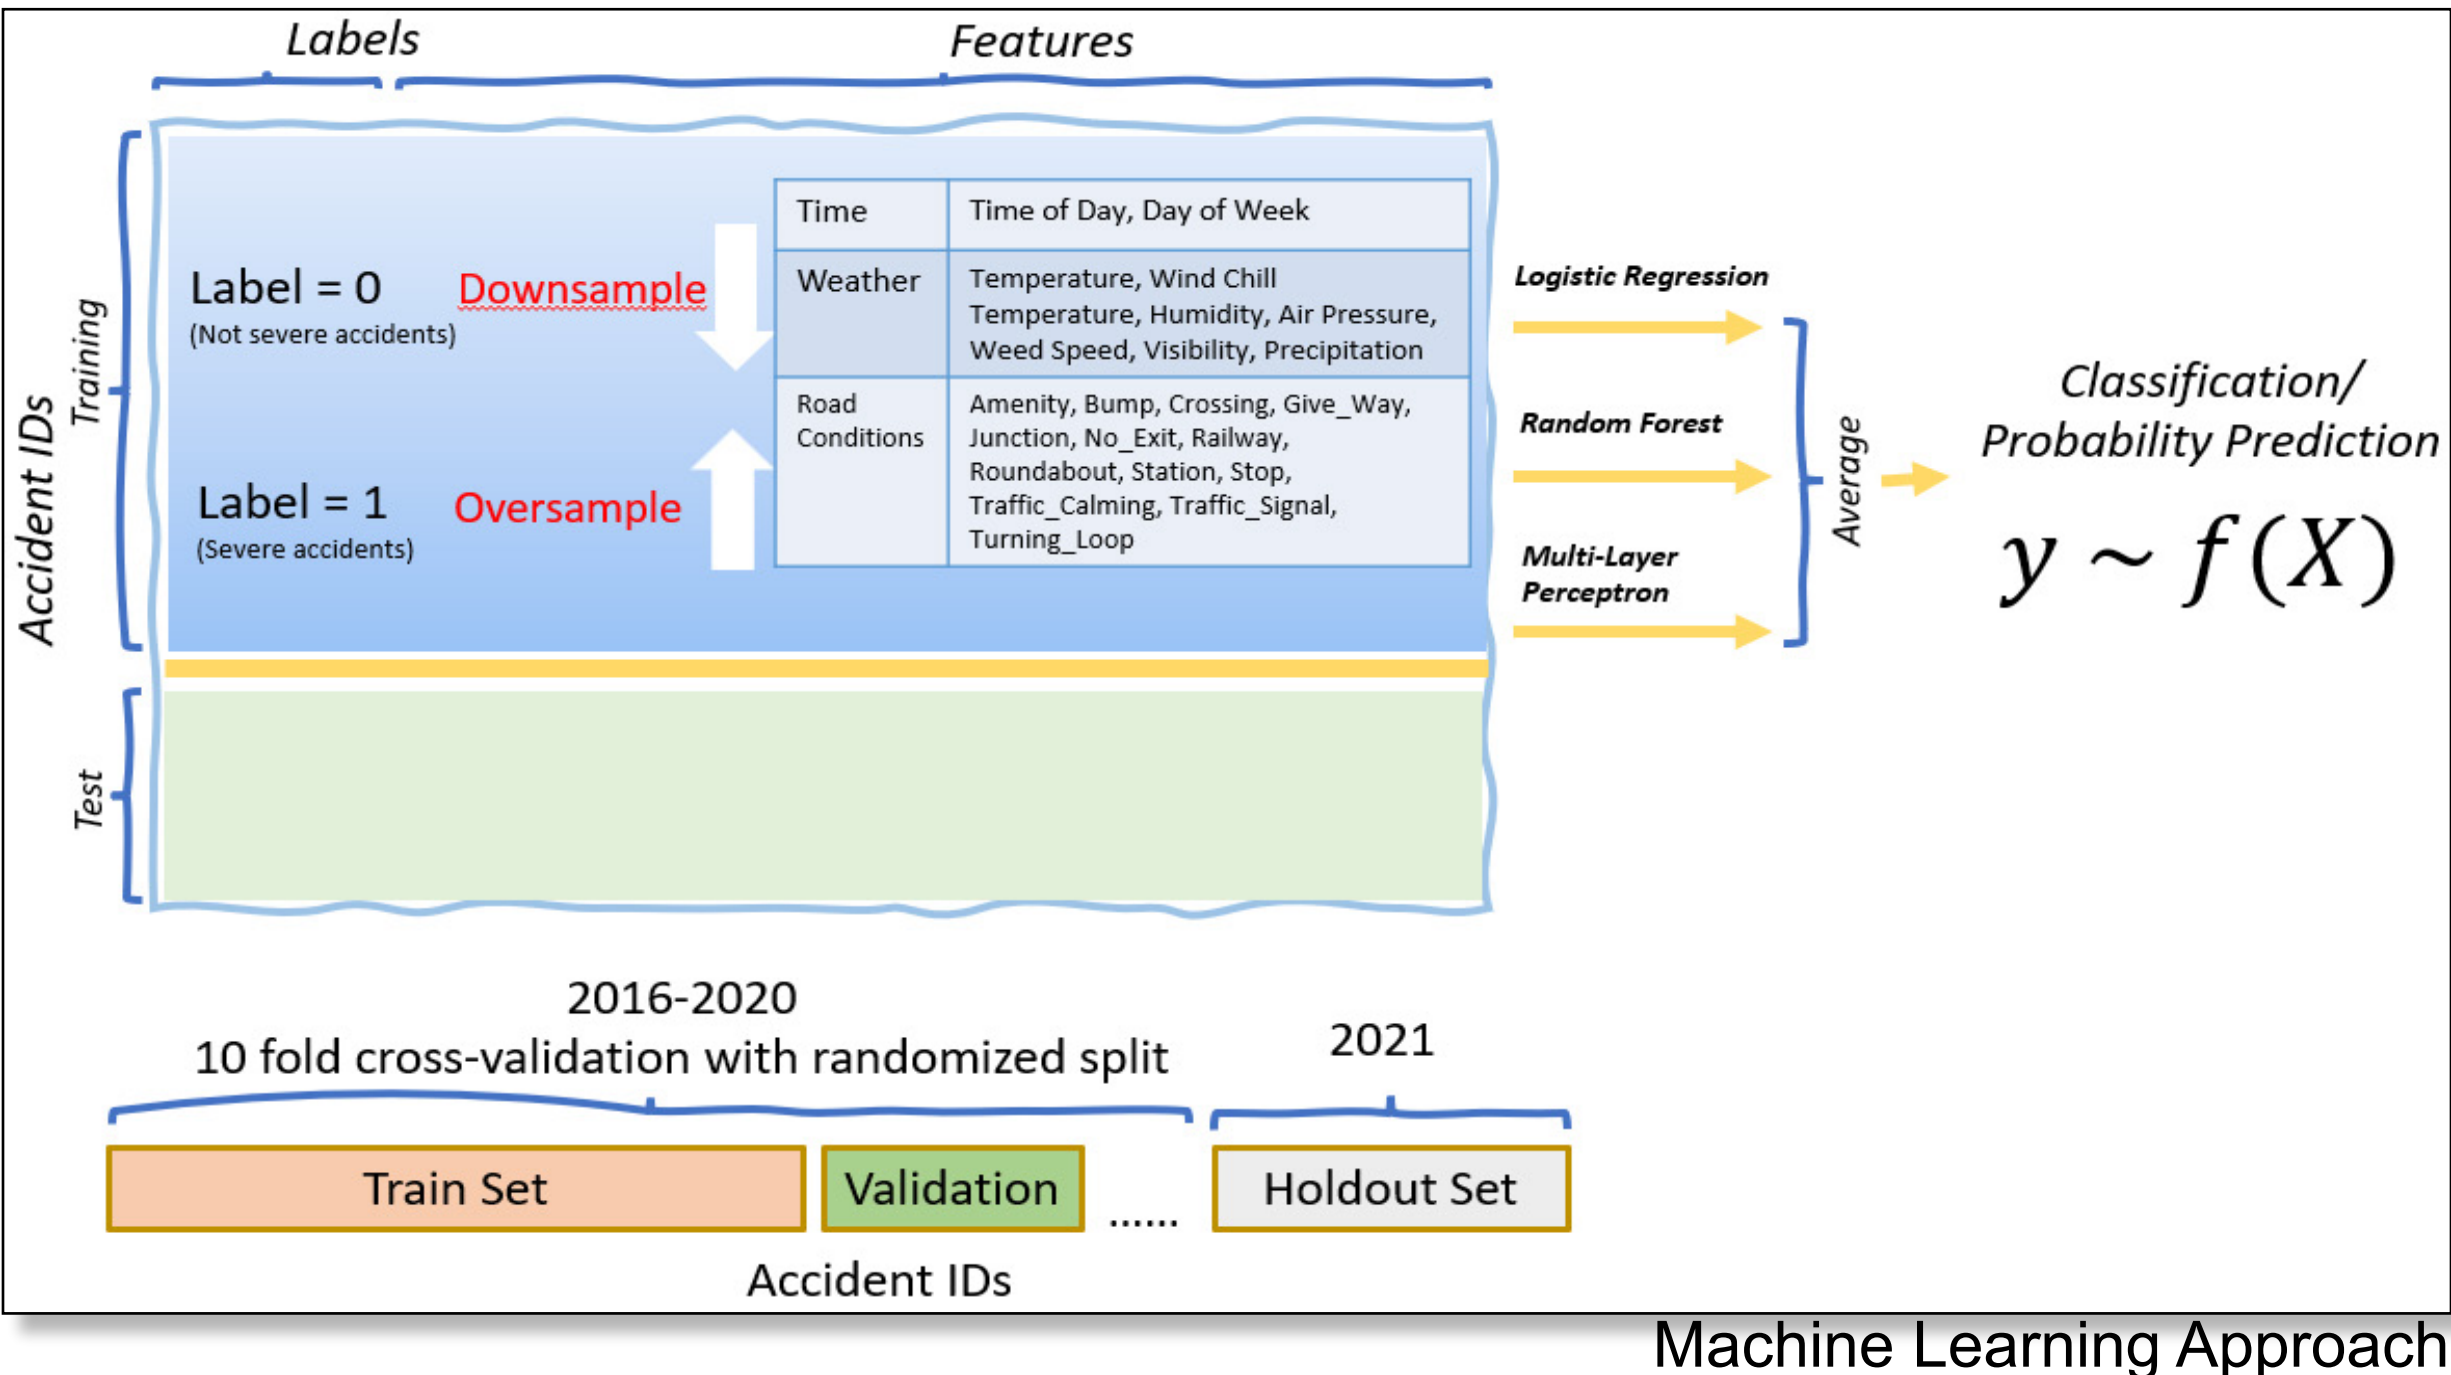 Labels
Features
Accident IDs
Training
Label = 0
(Not severe accidents)
Downsample
Label = 1
(Severe accidents)
Oversample
Time
Time of Day, Day of Week
Weather
Temperature, Wind Chill
Temperature, Humidity, Air Pressure,
Weed Speed, Visibility, Precipitation
Road
Conditions
Amenity, Bump, Crossing, Give_Way,
Junction, No_Exit, Railway,
Roundabout, Station, Stop,
Traffic_Calming, Traffic_Signal,
Turning_Loop
Logistic Regression
Random Forest
Multi-Layer
Perceptron
Average
Classification/
Probability Prediction
y ~ f(X)
Test
2016-2020
10 fold cross-validation with randomized split
2021
Train Set
Validation
......
Holdout Set
Accident IDs
Machine Learning Approach